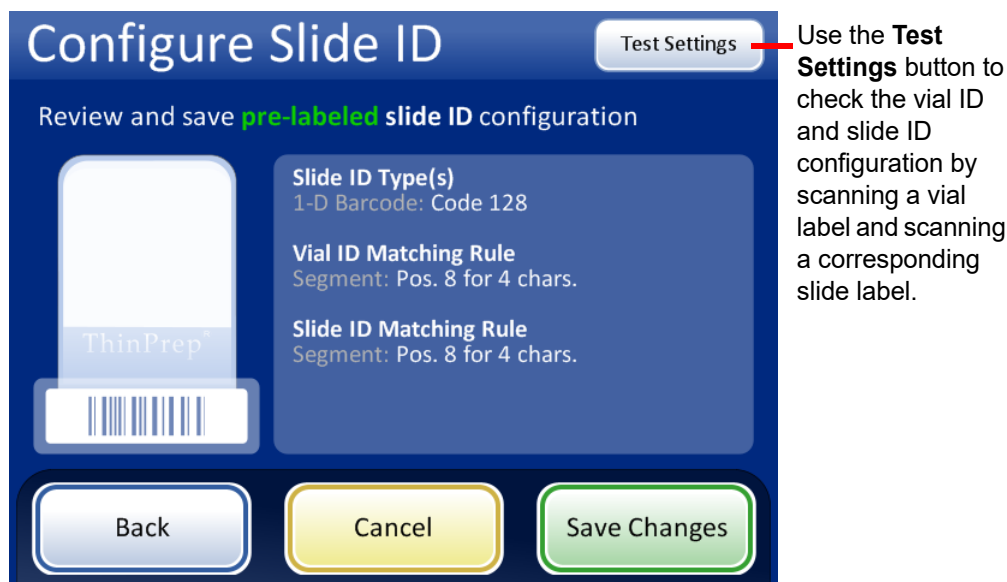 Configure Slide ID
Test Settings
Review and save pre-labeled slide ID configuration
Slide ID Type(s)
1-D Barcode: Code 128
Vial ID Matching Rule
Segment: Pos. 8 for 4 chars.
Slide ID Matching Rule
Segment: Pos. 8 for 4 chars.
ThinPrep®
Back
Cancel
Save Changes
Use the Test
Settings button to
check the vial ID
and slide ID
configuration by
scanning a vial
label and scanning
a corresponding
slide label.